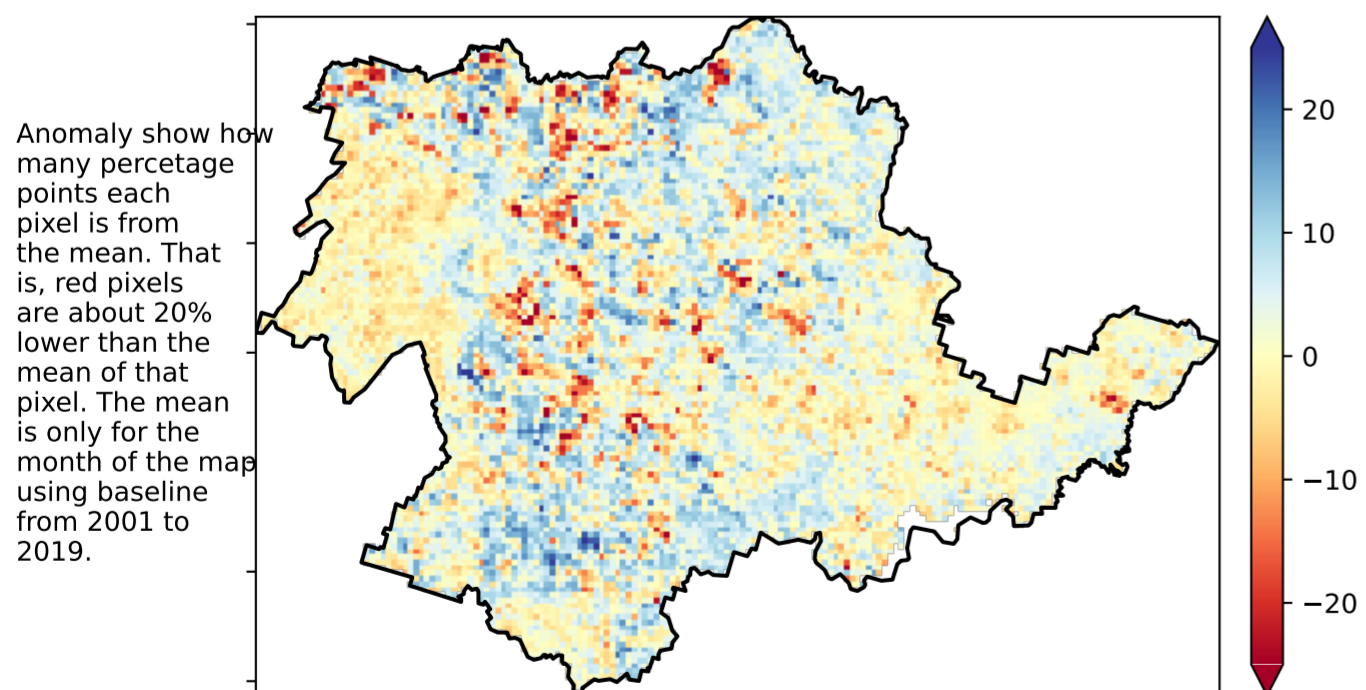 Anomaly show how
many percetage
points each
pixel is from
the mean. That
is, red pixels
are about 20%
lower than the
mean of that
pixel. The mean
is only for the
month of the map
using baseline
from 2001 to
2019.
20
10
0
−10
−20